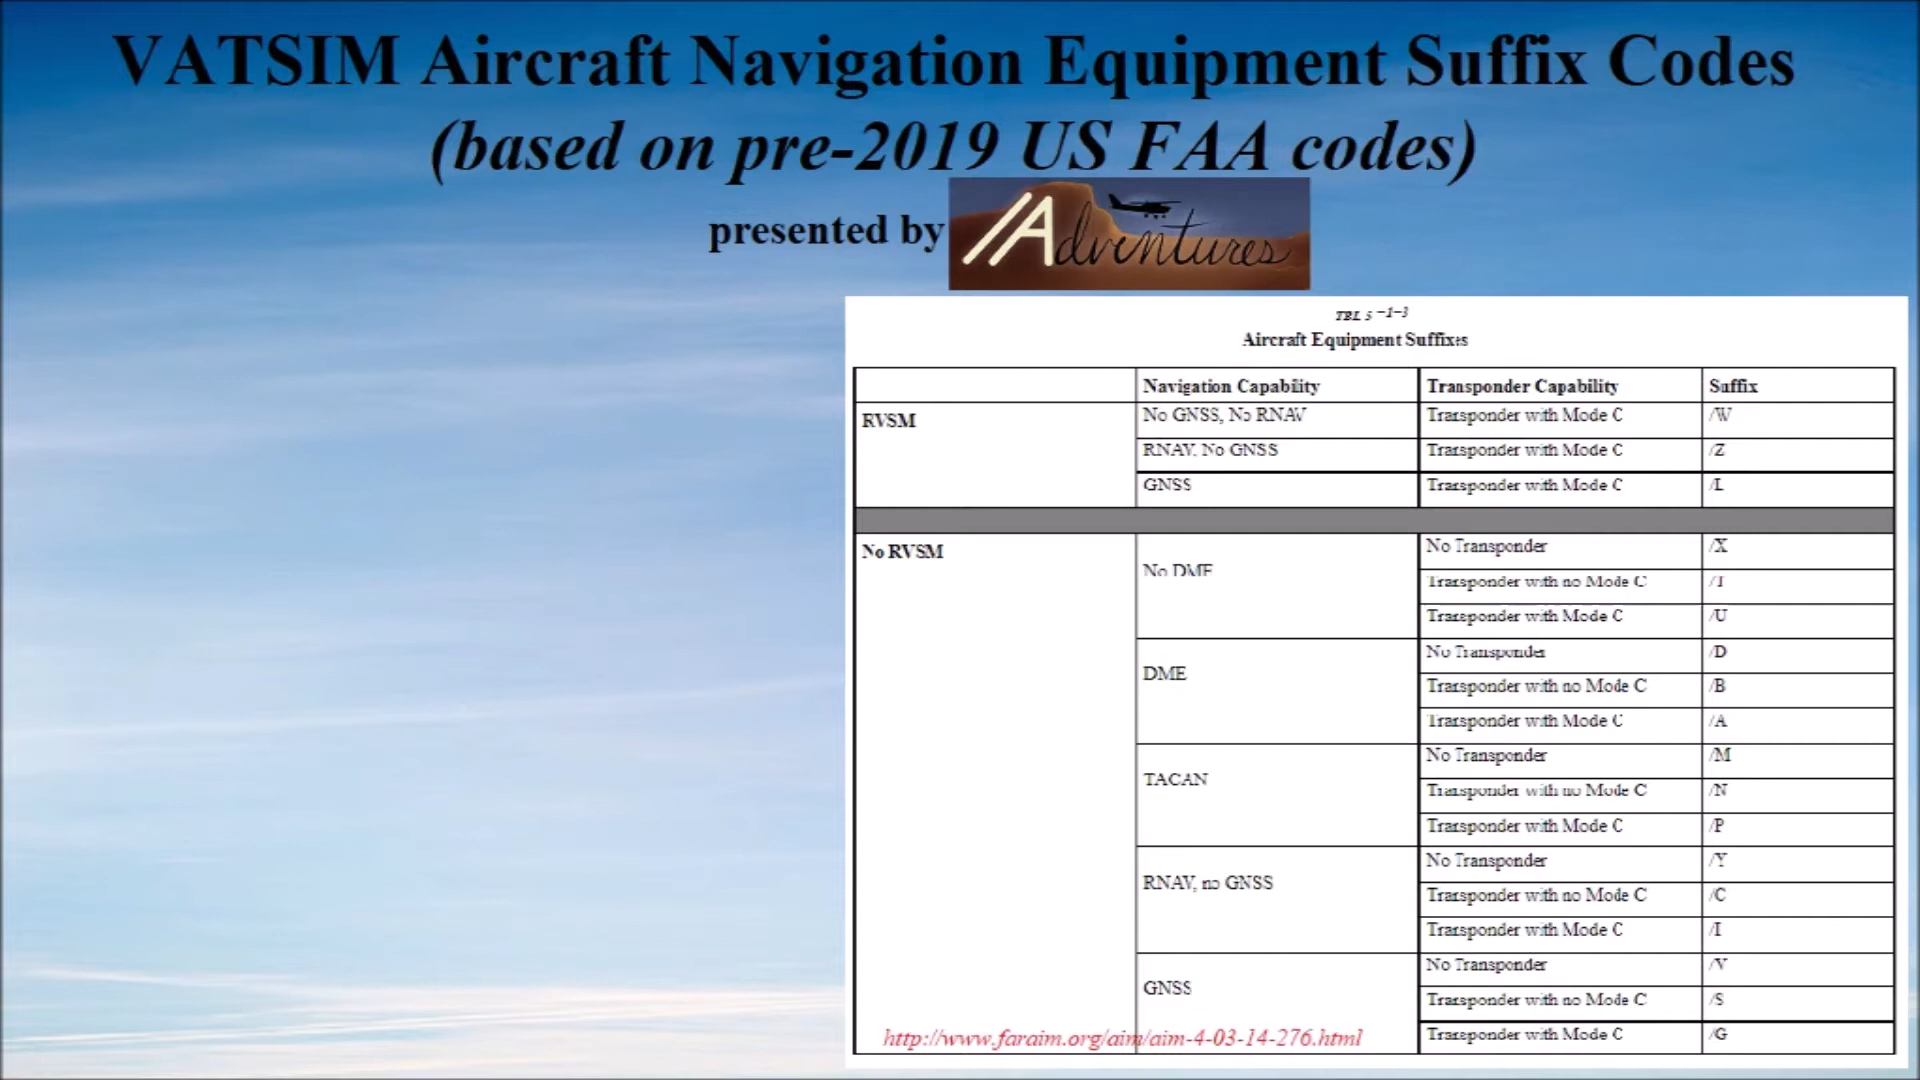 VATSIM Aircraft Navigation Equipment Suffix Codes
(based on pre-2019 US FAA codes)
presented by //Adventures
TBL 5-1-3
Aircraft Equipment Suffixes
Navigation Capability Transponder Capability Suffix
RVSM No GNSS, No RNAV Transponder with Mode C /W
RNAV, No GNSS Transponder with Mode C /Z
GNSS Transponder with Mode C /L
No RVSM No DME No Transponder /X
Transponder with no Mode C /T
Transponder with Mode C /U
DME No Transponder /D
Transponder with no Mode C /B
Transponder with Mode C /A
TACAN No Transponder /M
Transponder with no Mode C /N
Transponder with Mode C /P
RNAV, no GNSS No Transponder /Y
Transponder with no Mode C /C
Transponder with Mode C /I
GNSS No Transponder /V
Transponder with no Mode C /S
Transponder with Mode C /G
http://www.faraim.org/aim/aim-4-03-14-276.html